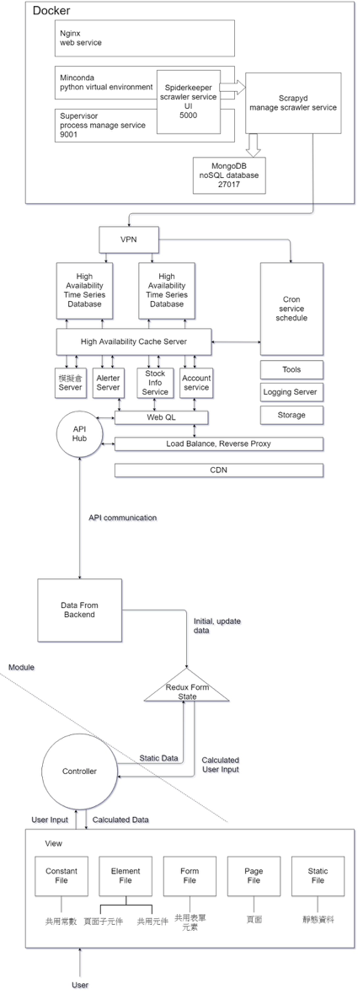 Docker
Nginx
web service
Minconda
python virtual environment
Spiderkeeper
scrawler service
UI
5000
Scrapyd
manage scrawler service
Supervisor
process manage service
9001
MongoDB
noSQL database
27017
VPN
High
Availability
Time Series
Database
High
Availability
Time Series
Database
Cron
service
schedule
High Availability Cache Server
模擬倉
Server
Alerter
Server
Stock
Info
Service
Account
service
Tools
Logging Server
Storage
Web QL
API
Hub
Load Balance, Reverse Proxy
CDN
API communication
Data From
Backend
Initial, update
data
Module
Redux Form
State
Static Data
Calculated
User Input
Controller
User Input
Calculated Data
View
Constant
File
Element
File
Form
File
Page
File
Static
File
共用常數
頁面子元件
共用元件
共用表單
元素
頁面
靜態資料
User